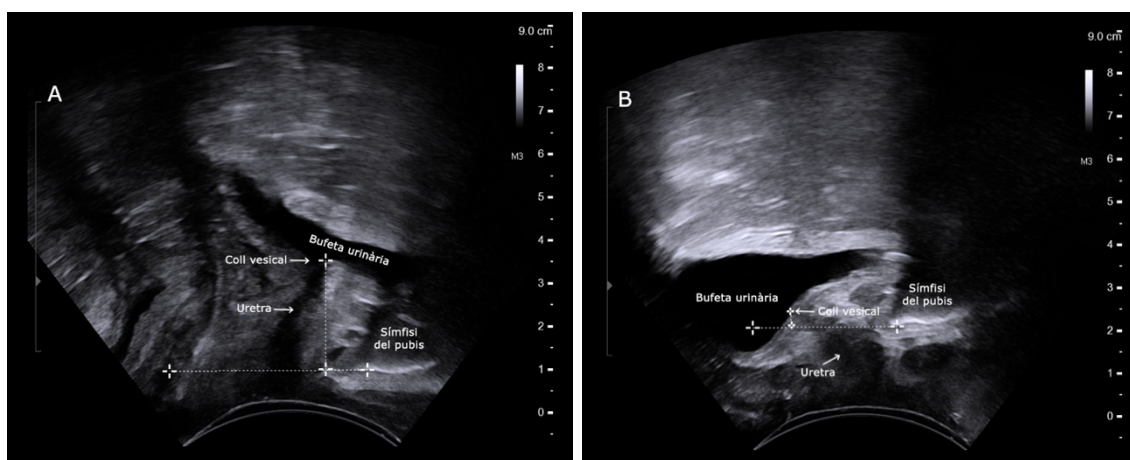 A
9.0 cm
8
7
M3
6
5
4
3
2
1
0
Bufeta urinària
Coll vesical
Uretra
Símfisi
del pubis
B
9.0 cm
8
7
M3
6
5
4
3
2
1
0
Bufeta urinària
Coll vesical
Símfisi
del pubis
Uretra